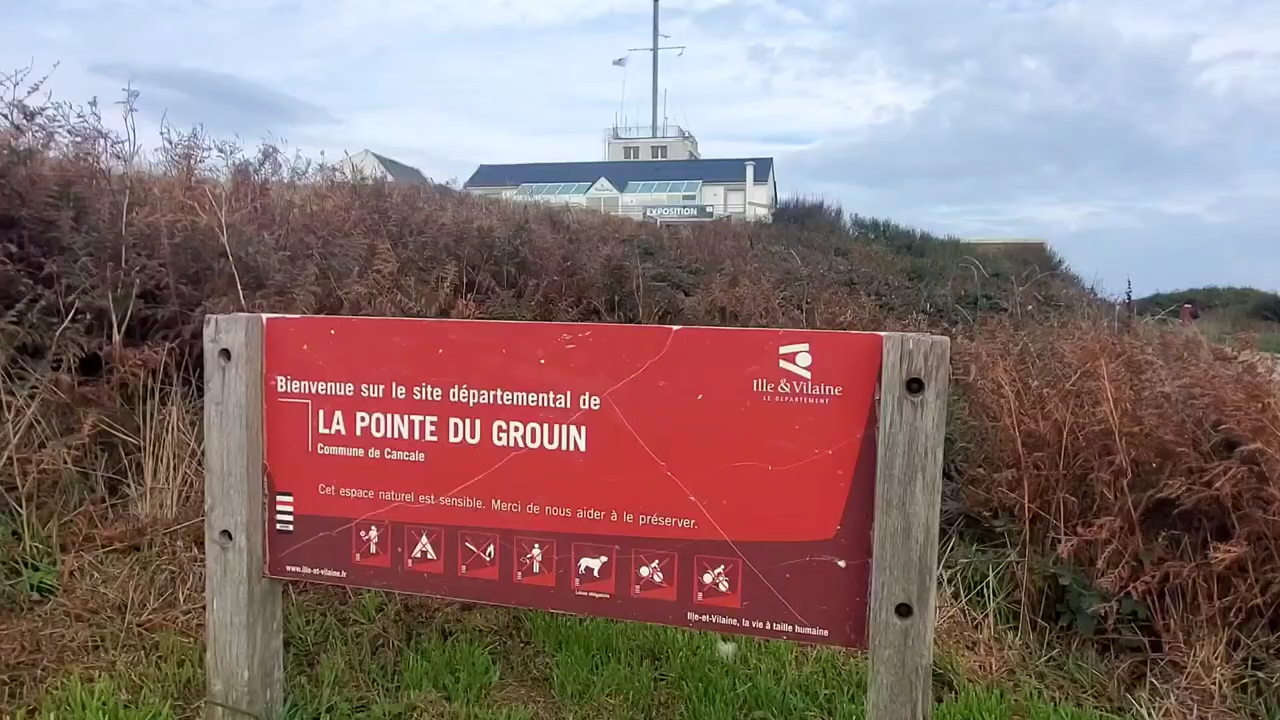 EXPOSITION
Ille & Vilaine
LE DEPARTEMENT
Bienvenue sur le site départemental de
LA POINTE DU GROUIN
Commune de Cancale
Cet espace naturel est sensible. Merci de nous aider à le préserver.
Laisse obligatoire
www.ille-et-vilaine.fr
Ille-et-Vilaine, la vie à taille humaine